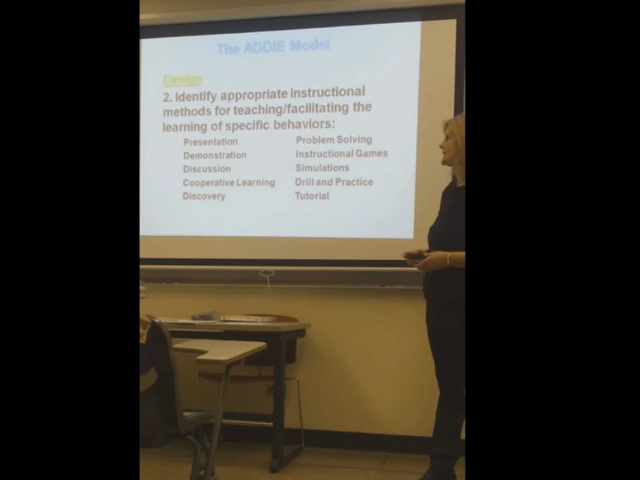 The ADDIE Model
Design
2. Identify appropriate instructional
methods for teaching/facilitating the
learning of specific behaviors:
Presentation
Demonstration
Discussion
Cooperative Learning
Discovery
Problem Solving
Instructional Games
Simulations
Drill and Practice
Tutorial